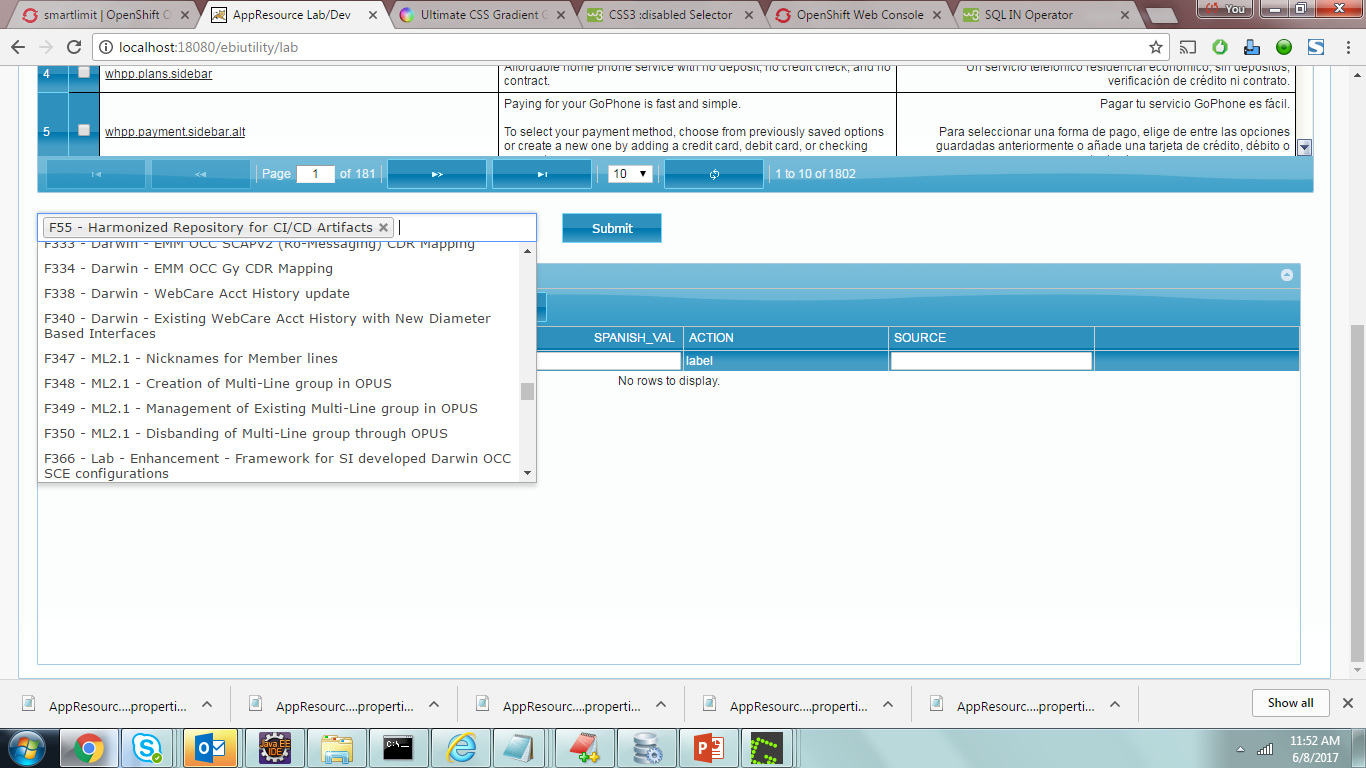 smartlimit | OpenShift O
AppResource Lab/Dev
Ultimate CSS Gradient G
CSS3 :disabled Selector
OpenShift Web Console
SQL IN Operator
You
localhost:18080/ebiutility/lab
4
whpp.plans.sidebar
Affordable home phone service with no deposit, no credit check, and no
contract.
Un servicio telefónico residencial económico, sin depósitos,
verificación de crédito ni contrato.
5
whpp.payment.sidebar.alt
Paying for your GoPhone is fast and simple.
To select your payment method, choose from previously saved options
or create a new one by adding a credit card, debit card, or checking
Pagar tu servicio GoPhone es fácil.
Para seleccionar una forma de pago, elige de entre las opciones
guardadas anteriormente o añade una tarjeta de crédito, débito o
Page 1 of 181
10
1 to 10 of 1802
F55 - Harmonized Repository for CI/CD Artifacts
Submit
F333 - Darwin - EMM OCC SCAPv2 (Ro-Messaging) CDR Mapping
F334 - Darwin - EMM OCC Gy CDR Mapping
F338 - Darwin - WebCare Acct History update
F340 - Darwin - Existing WebCare Acct History with New Diameter
Based Interfaces
F347 - ML2.1 - Nicknames for Member lines
F348 - ML2.1 - Creation of Multi-Line group in OPUS
F349 - ML2.1 - Management of Existing Multi-Line group in OPUS
F350 - ML2.1 - Disbanding of Multi-Line group through OPUS
F366 - Lab - Enhancement - Framework for SI developed Darwin OCC
SCE configurations
SPANISH_VAL
ACTION
SOURCE
label
No rows to display.
AppResourc....properti...
AppResourc....properti...
AppResourc....properti...
AppResourc....properti...
AppResourc....properti...
Show all
Java EE
IDE
C:\_
11:52 AM
6/8/2017